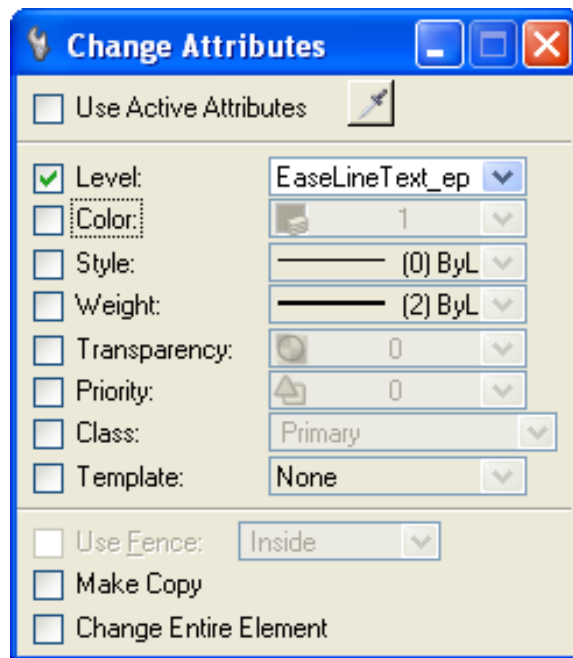 Change Attributes
Use Active Attributes
Level: EaseLineText_ep
Color: 1
Style: (0) ByL
Weight: (2) ByL
Transparency: 0
Priority: 0
Class: Primary
Template: None
Use Fence: Inside
Make Copy
Change Entire Element